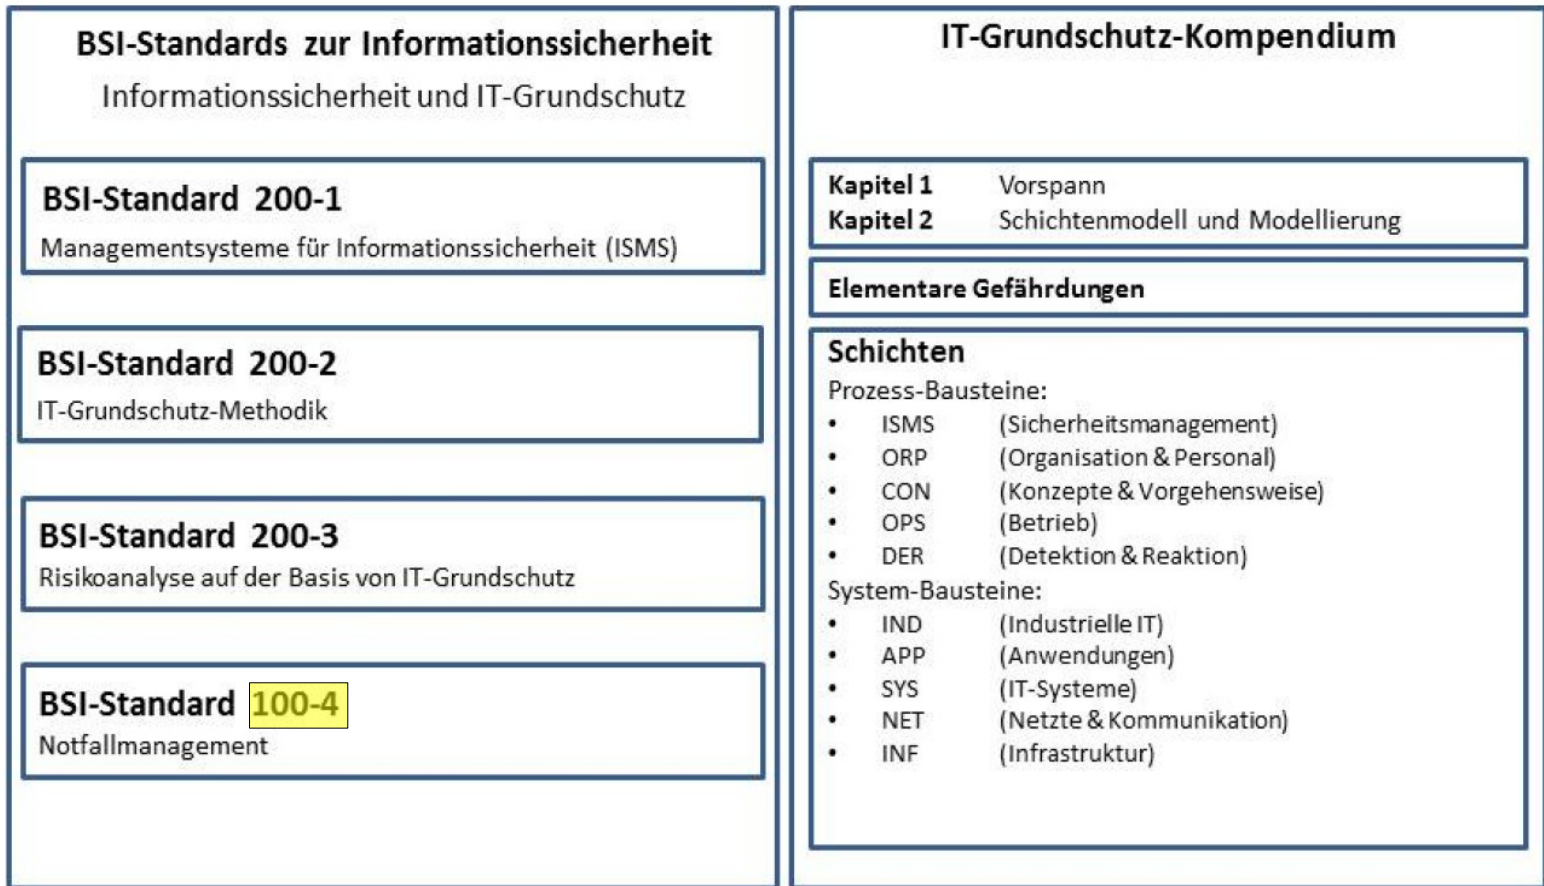 BSI-Standards zur Informationssicherheit
Informationssicherheit und IT-Grundschutz
BSI-Standard 200-1
Managementsysteme für Informationssicherheit (ISMS)
BSI-Standard 200-2
IT-Grundschutz-Methodik
BSI-Standard 200-3
Risikoanalyse auf der Basis von IT-Grundschutz
BSI-Standard 100-4
Notfallmanagement
IT-Grundschutz-Kompendium
Kapitel 1 Vorspann
Kapitel 2 Schichtenmodell und Modellierung
Elementare Gefährdungen
Schichten
Prozess-Bausteine:
• ISMS (Sicherheitsmanagement)
• ORP (Organisation & Personal)
• CON (Konzepte & Vorgehensweise)
• OPS (Betrieb)
• DER (Detektion & Reaktion)
System-Bausteine:
• IND (Industrielle IT)
• APP (Anwendungen)
• SYS (IT-Systeme)
• NET (Netzte & Kommunikation)
• INF (Infrastruktur)